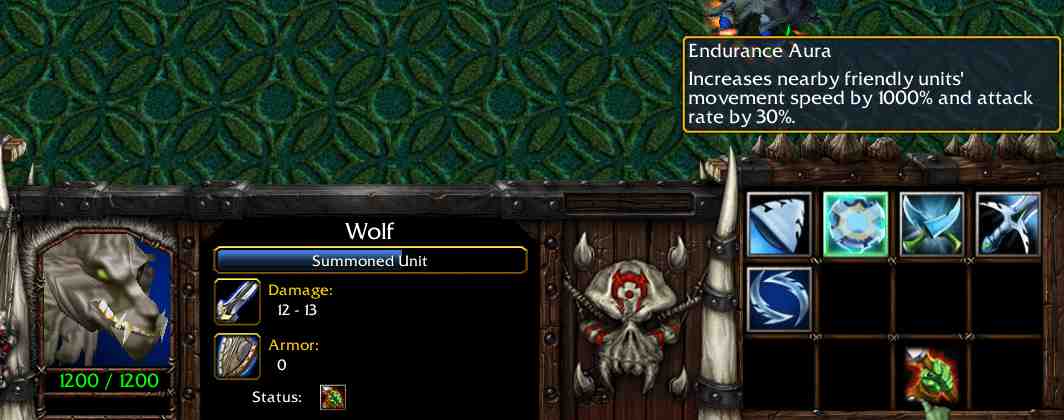 Endurance Aura
Increases nearby friendly units'
movement speed by 1000% and attack
rate by 30%.
Wolf
Summoned Unit
Damage:
12 - 13
Armor:
0
1200 / 1200
Status: